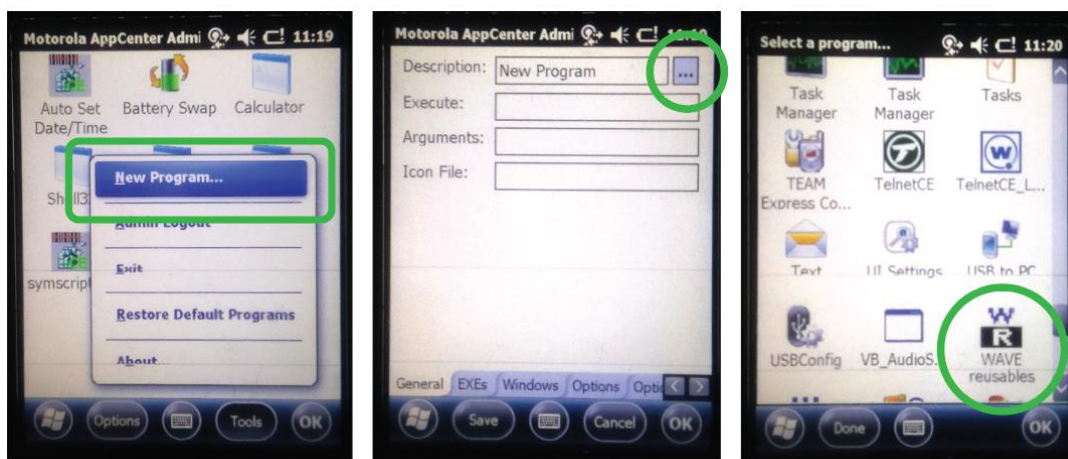 Motorola AppCenter Admi 11:19
Auto Set Battery Swap Calculator
Date/Time
Shell3
New Program...
Admin Logout
symscrip
Exit
Restore Default Programs
About...
Options Tools OK
Motorola AppCenter Admi
Description: New Program ...
Execute:
Arguments:
Icon File:
General EXEs Windows Options
Save Cancel OK
Select a program... 11:20
Task Task Tasks
Manager Manager
TEAM TelnetCE TelnetCE_L...
Express Co...
Text UI Settings USB to PC
W
R
USBConfig VB_AudioS... WAVE
reusables
Done OK